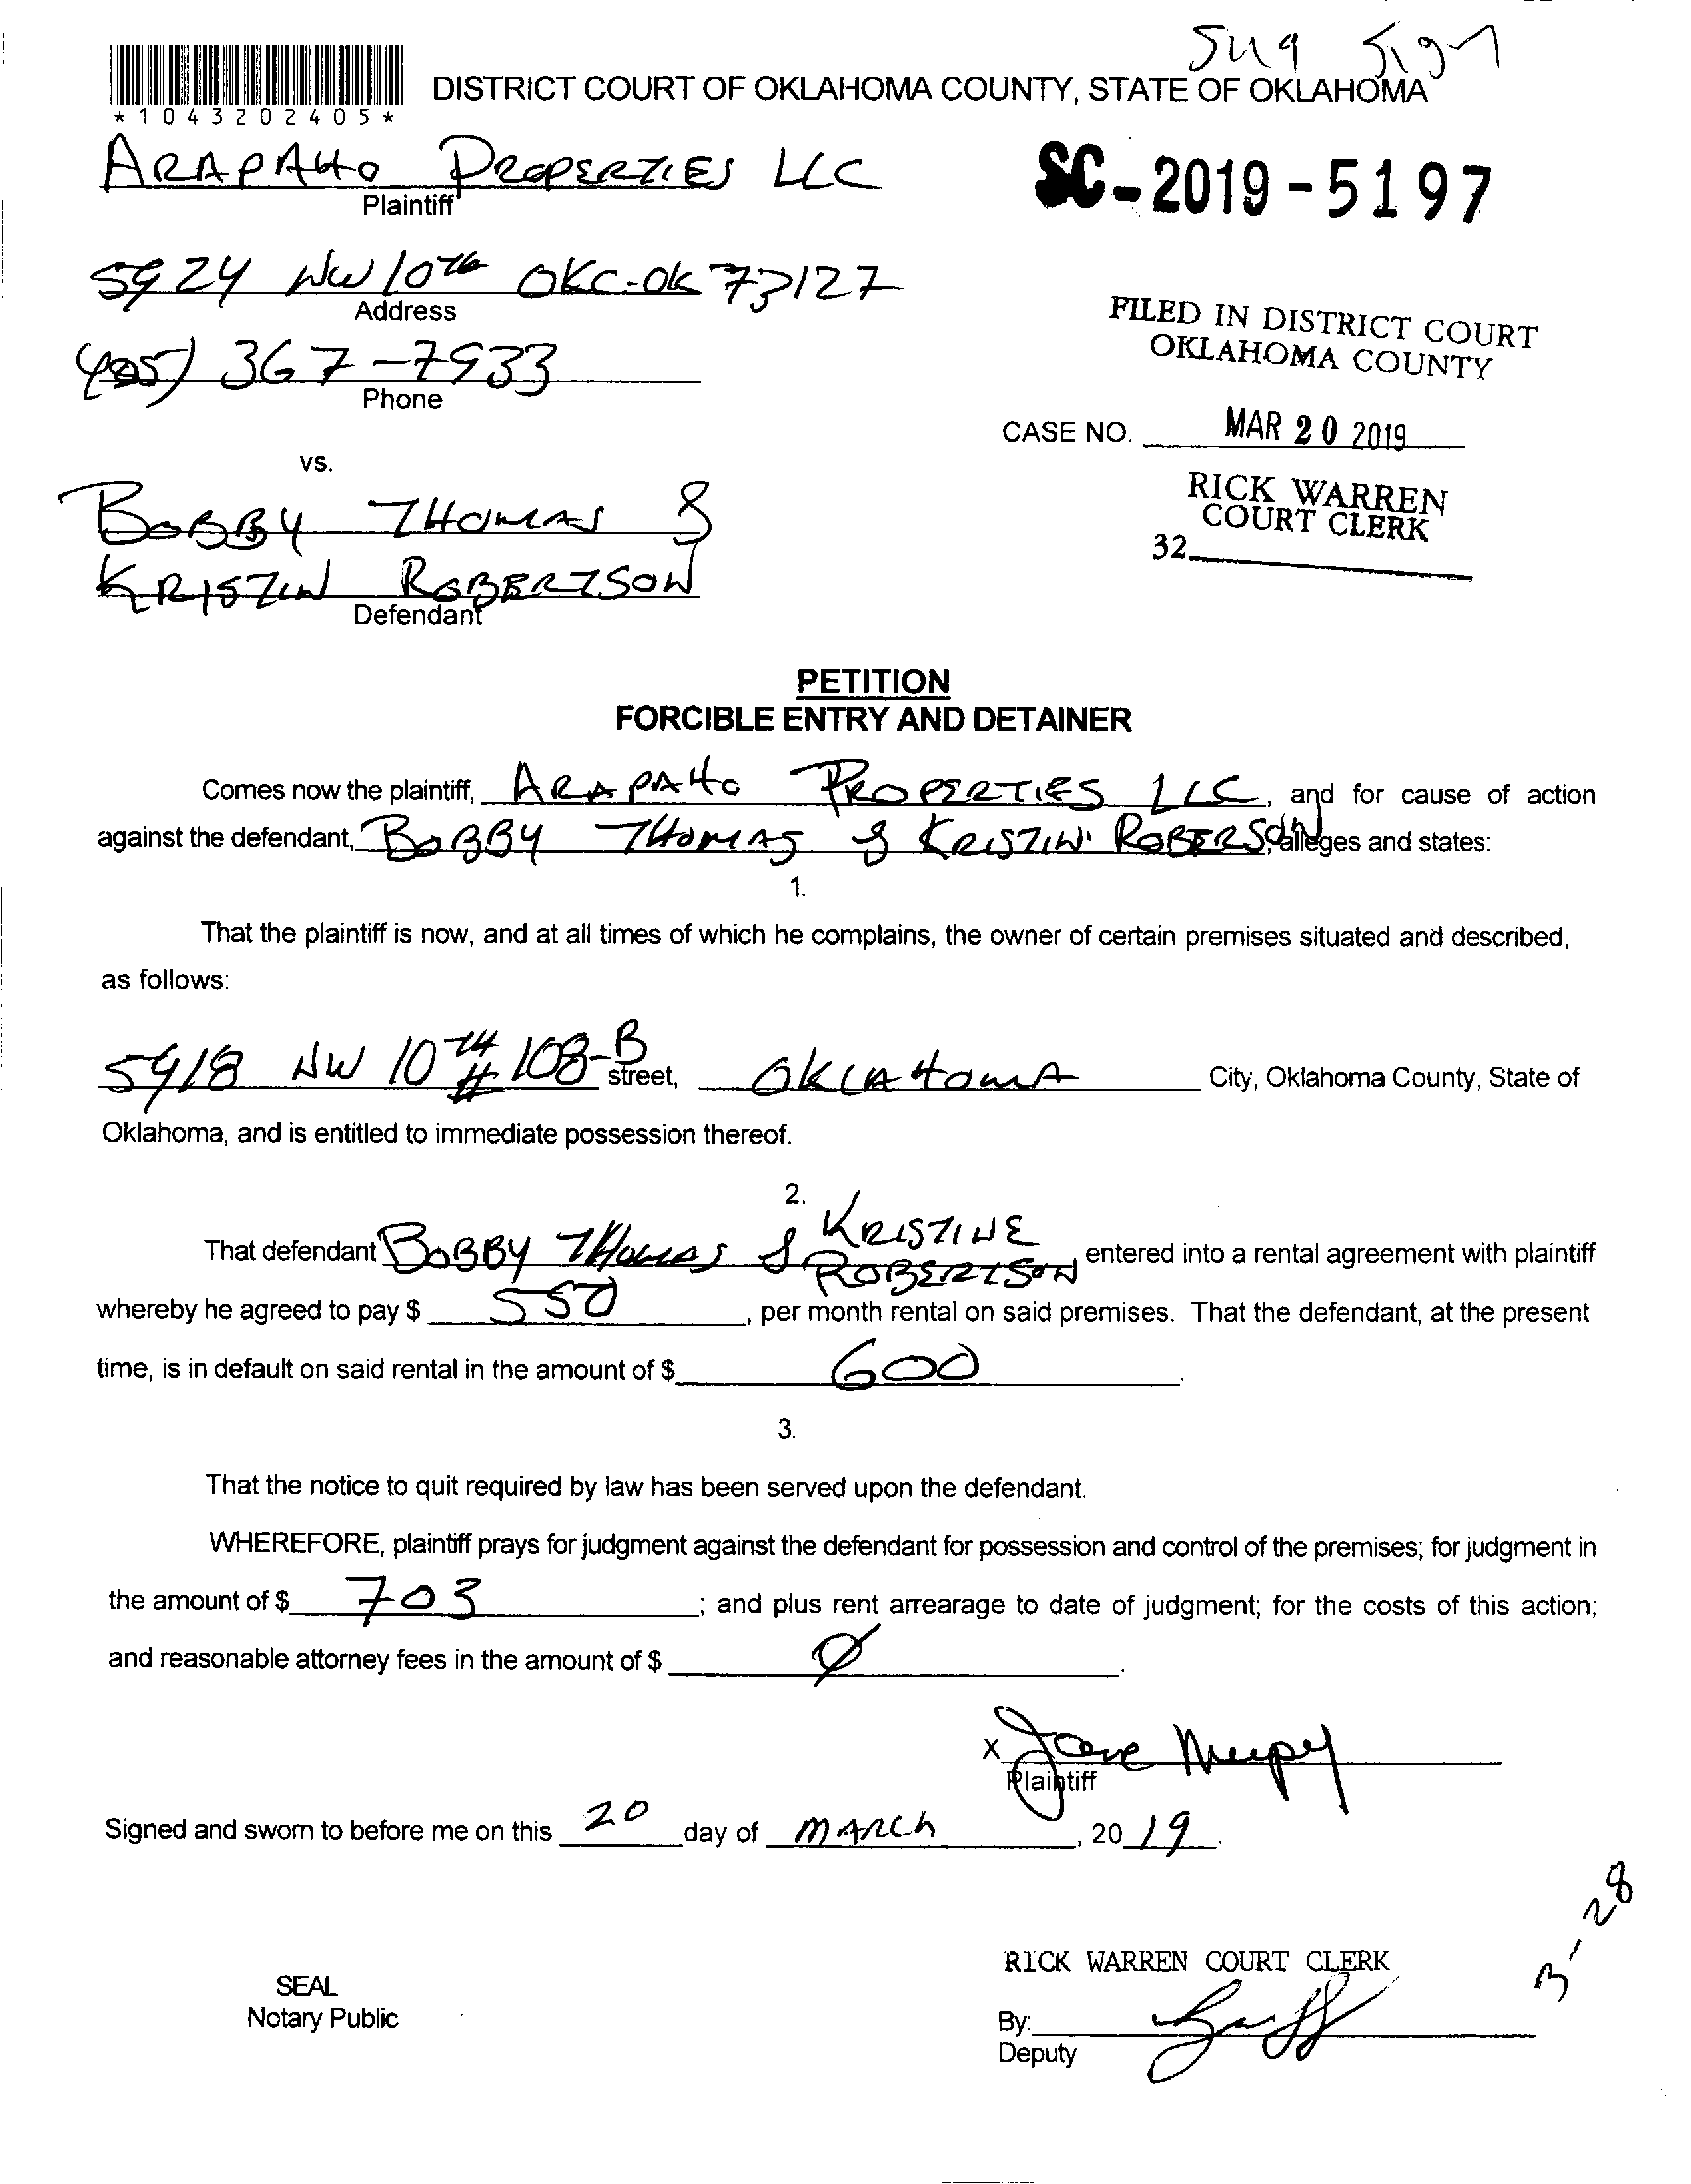 *1043202405*
DISTRICT COURT OF OKLAHOMA COUNTY, STATE OF OKLAHOMA
ARAPAHO PROPERTIES LLC
Plaintiff
SC-2019-5197
5924 NW 10th OKC-OK 73127
Address
FILED IN DISTRICT COURT
OKLAHOMA COUNTY
(405) 367-7933
Phone
CASE NO. MAR 20 2019
vs.
RICK WARREN
COURT CLERK
32
BOBBY THOMAS &
KRISTIN ROBERTSON
Defendant
PETITION
FORCIBLE ENTRY AND DETAINER
Comes now the plaintiff, ARAPAHO PROPERTIES LLC, and for cause of action
against the defendant, BOBBY THOMAS & KRISTIN ROBERSON, alleges and states:
1.
That the plaintiff is now, and at all times of which he complains, the owner of certain premises situated and described,
as follows:
5918 NW 10TH # 108-B street, OKLAHOMA City, Oklahoma County, State of
Oklahoma, and is entitled to immediate possession thereof.
2.
That defendant BOBBY THOMAS & KRISTINE ROBERTSON entered into a rental agreement with plaintiff
whereby he agreed to pay $ 550, per month rental on said premises. That the defendant, at the present
time, is in default on said rental in the amount of $ 600.
3.
That the notice to quit required by law has been served upon the defendant.
WHEREFORE, plaintiff prays for judgment against the defendant for possession and control of the premises; for judgment in
the amount of $ 703; and plus rent arrearage to date of judgment; for the costs of this action;
and reasonable attorney fees in the amount of $ 0.
X
Plaintiff
Signed and sworn to before me on this 20 day of MARCH, 2019.
3-28
RICK WARREN COURT CLERK
SEAL
Notary Public
By:
Deputy